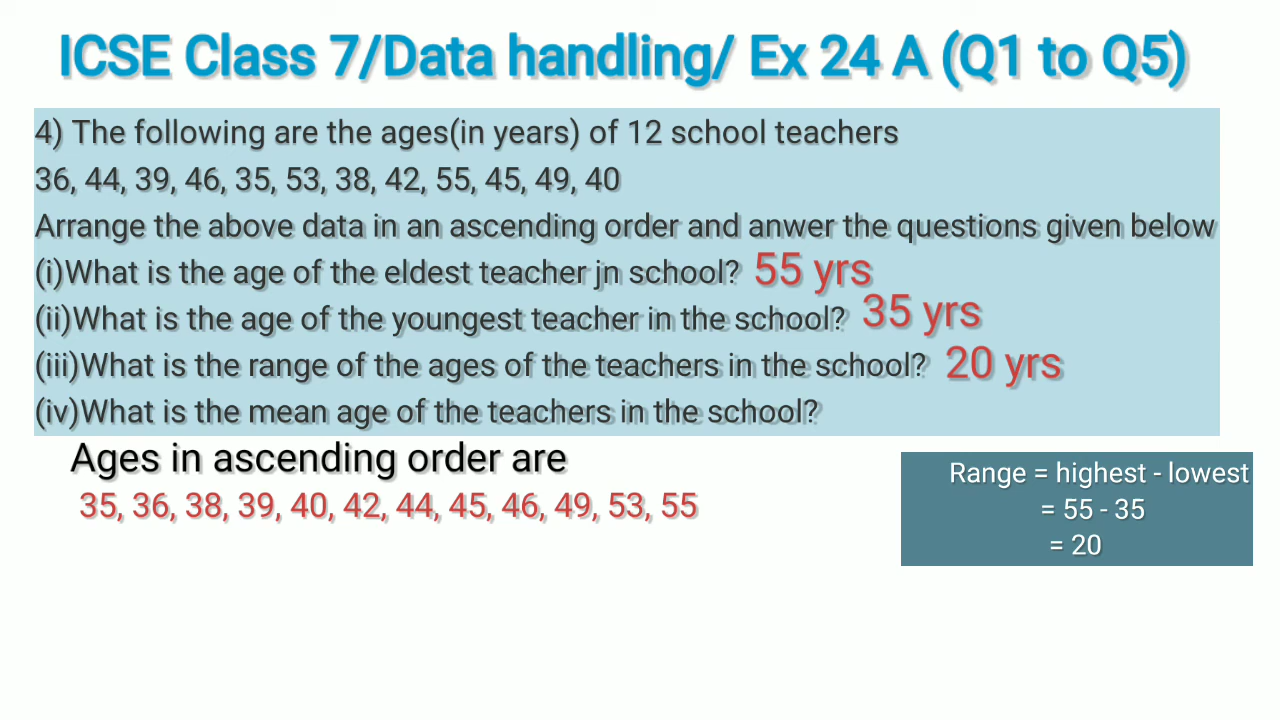 ICSE Class 7/Data handling/ Ex 24 A (Q1 to Q5)
4) The following are the ages(in years) of 12 school teachers
36, 44, 39, 46, 35, 53, 38, 42, 55, 45, 49, 40
Arrange the above data in an ascending order and anwer the questions given below
(i)What is the age of the eldest teacher jn school? 55 yrs
(ii)What is the age of the youngest teacher in the school? 35 yrs
(iii)What is the range of the ages of the teachers in the school? 20 yrs
(iv)What is the mean age of the teachers in the school?
Ages in ascending order are
35, 36, 38, 39, 40, 42, 44, 45, 46, 49, 53, 55
Range = highest - lowest
= 55 - 35
= 20